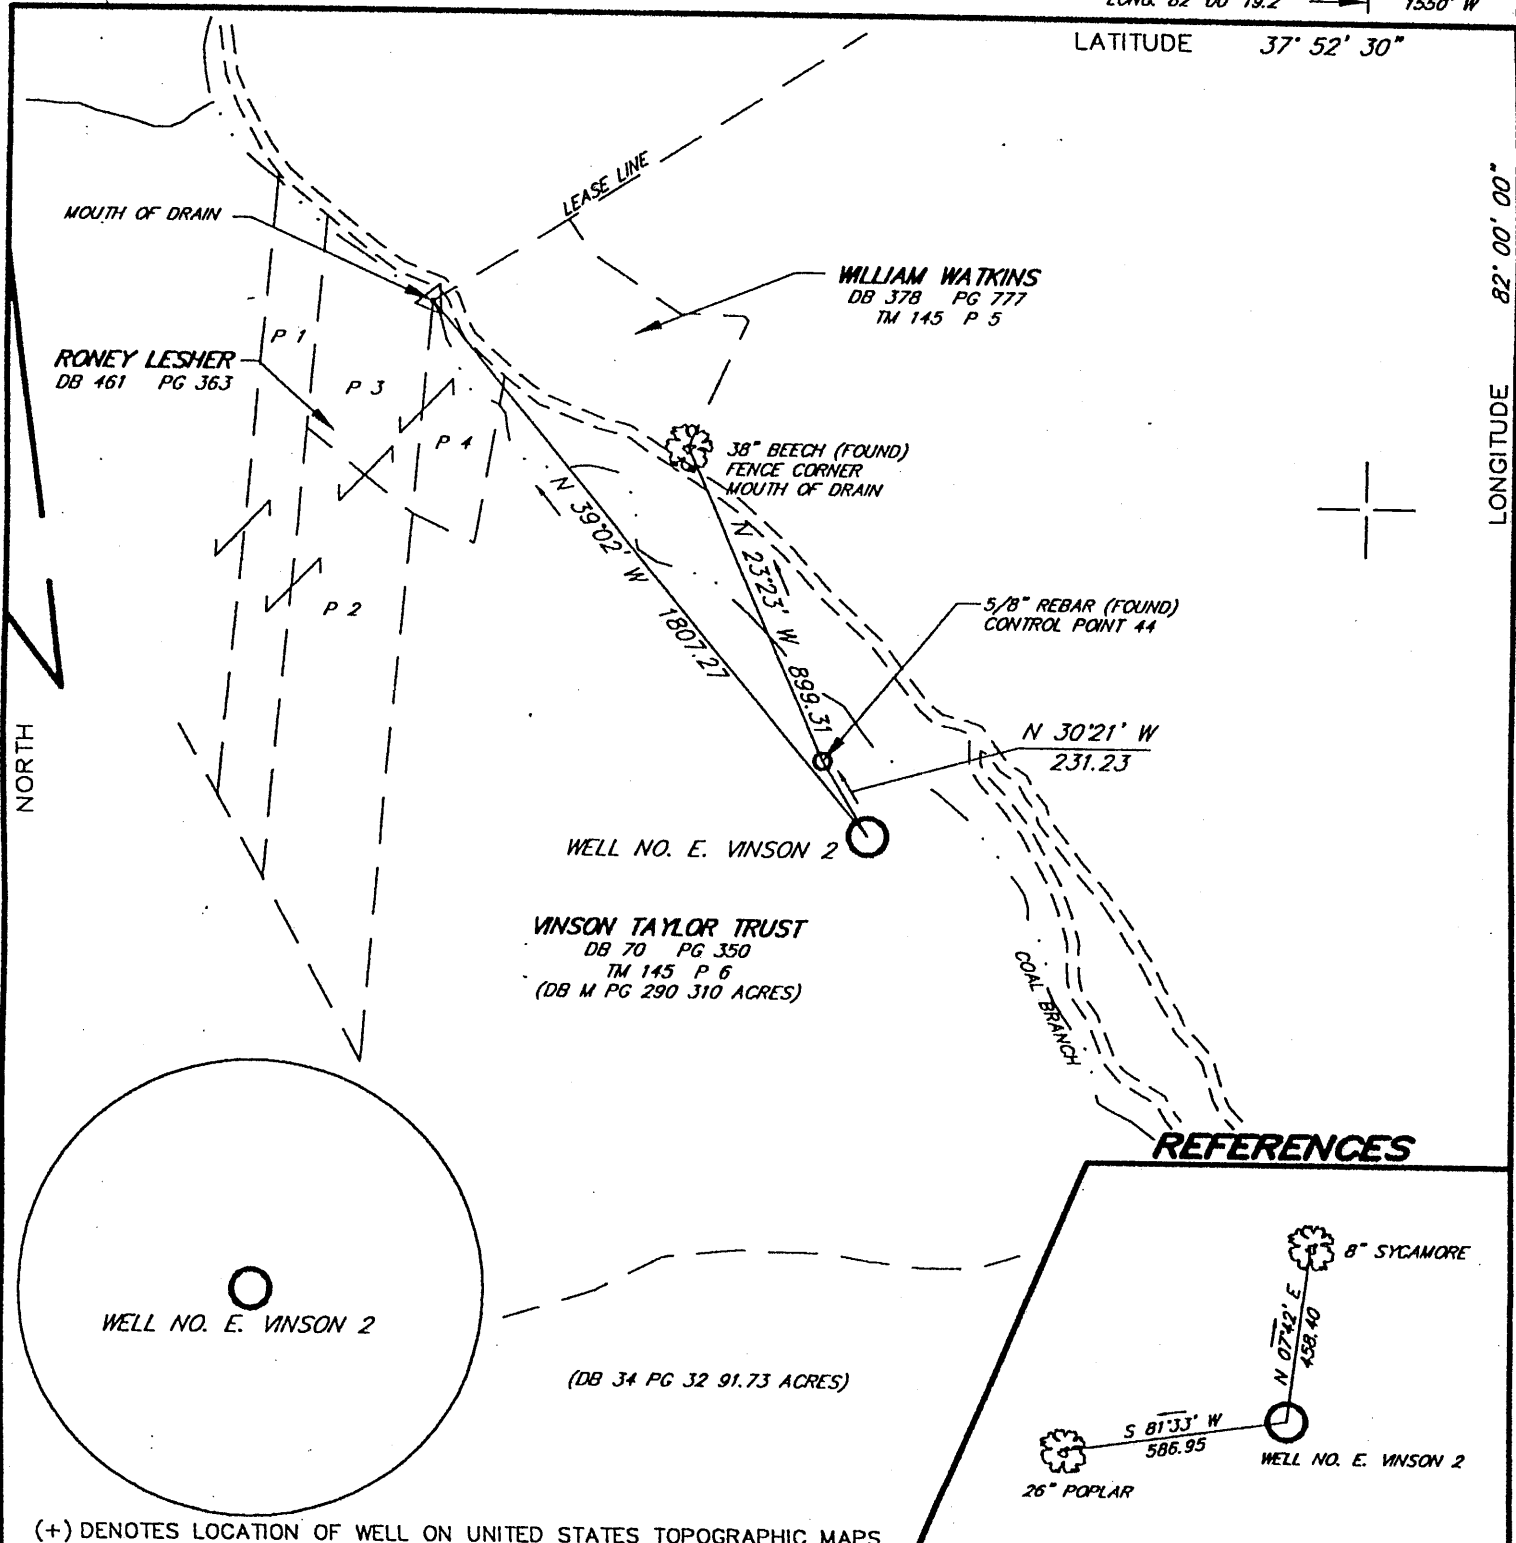 LONG. 82° 00' 19.2"
1550' W
LATITUDE 37° 52' 30"
LONGITUDE 82° 00' 00"
LEASE LINE
MOUTH OF DRAIN
WILLIAM WATKINS
DB 378 PG 777
TM 145 P 5
P 1
RONEY LESHER
DB 461 PG 363
P 3
P 4
38" BEECH (FOUND)
FENCE CORNER
MOUTH OF DRAIN
N 39°02' W 1807.27
N 23°23' W 899.31
P 2
5/8" REBAR (FOUND)
CONTROL POINT 44
NORTH
N 30°21' W
231.23
WELL NO. E. VINSON 2
VINSON TAYLOR TRUST
DB 70 PG 350
TM 145 P 6
(DB M PG 290 310 ACRES)
COAL BRANCH
REFERENCES
8" SYCAMORE
N 07°42' E
458.40
WELL NO. E. VINSON 2
(DB 34 PG 32 91.73 ACRES)
S 81°33' W
586.95
WELL NO. E. VINSON 2
26" POPLAR
(+) DENOTES LOCATION OF WELL ON UNITED STATES TOPOGRAPHIC MAPS